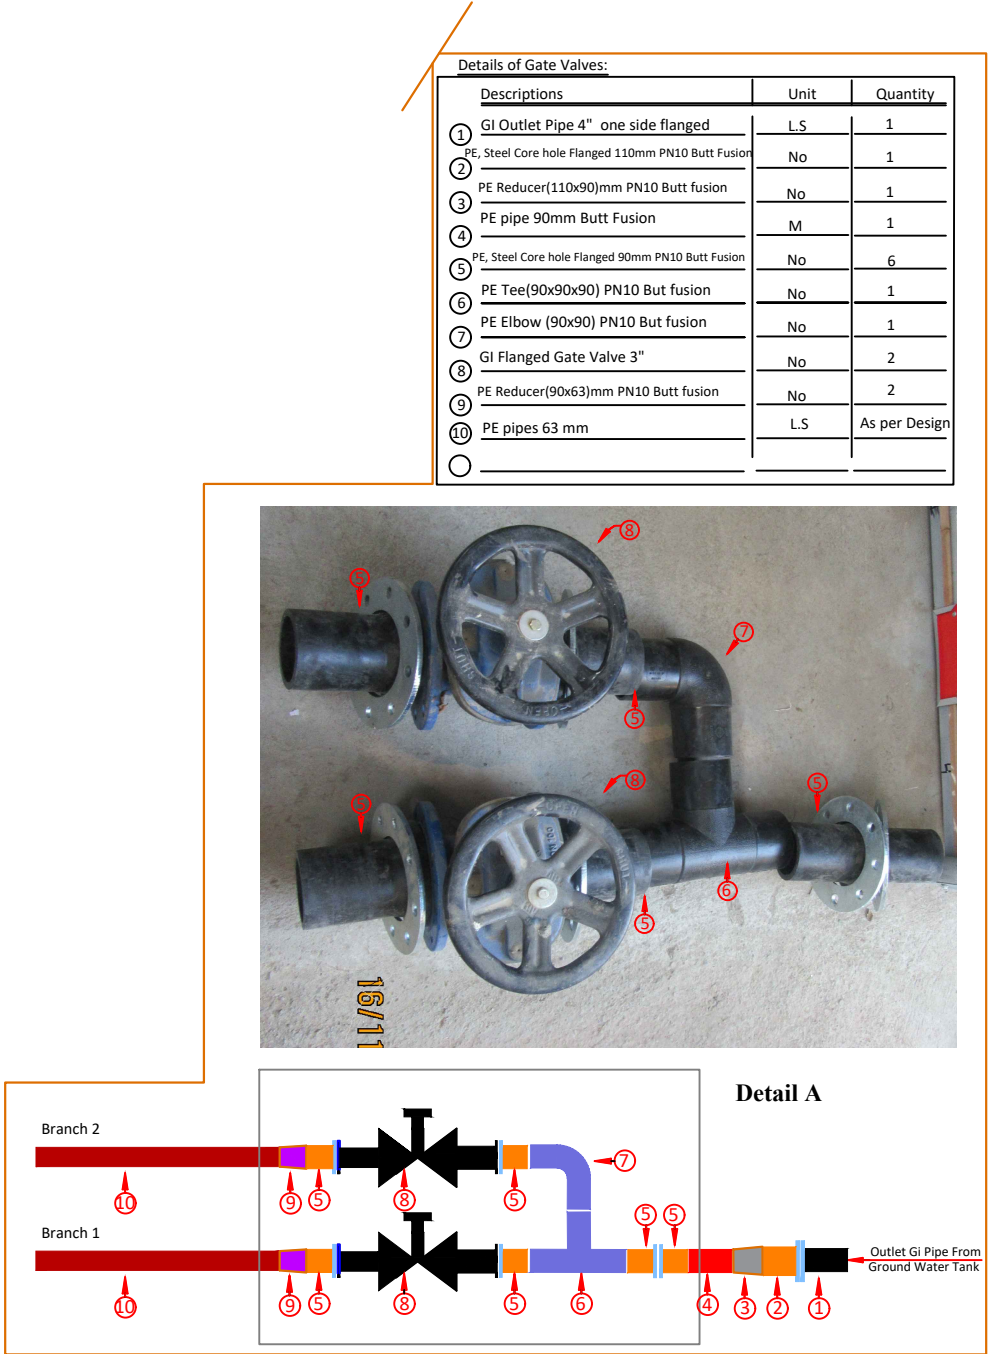 Details of Gate Valves:
Descriptions Unit Quantity
1 GI Outlet Pipe 4" one side flanged L.S 1
2 PE, Steel Core hole Flanged 110mm PN10 Butt Fusion No 1
3 PE Reducer(110x90)mm PN10 Butt fusion No 1
4 PE pipe 90mm Butt Fusion M 1
5 PE, Steel Core hole Flanged 90mm PN10 Butt Fusion No 6
6 PE Tee(90x90x90) PN10 But fusion No 1
7 PE Elbow (90x90) PN10 But fusion No 1
8 GI Flanged Gate Valve 3" No 2
9 PE Reducer(90x63)mm PN10 Butt fusion No 2
10 PE pipes 63 mm L.S As per Design
8
5
7
5
8
5
5
6
5
SHUT
OPEN
OPEN
16/11
Detail A
Branch 2
7
10 9 5 8 5
5 5
Branch 1
Outlet Gi Pipe From
Ground Water Tank
10 9 5 8 5 6 4 3 2 1